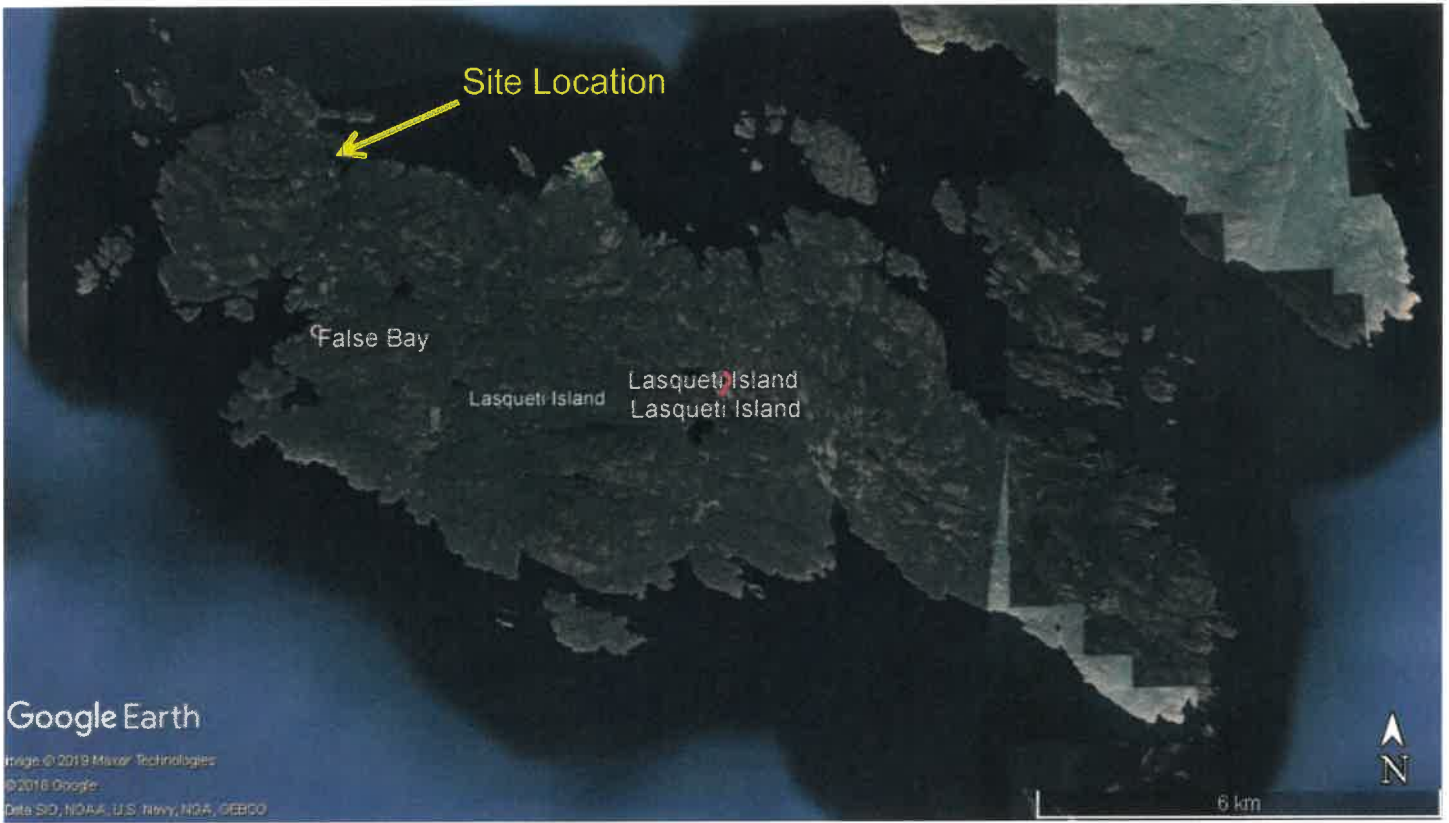 Site Location
False Bay
Lasqueti Island
Lasqueti Island
Lasqueti Island
Google Earth
Image © 2019 Maxar Technologies
© 2018 Google
Data SIO, NOAA, U.S. Navy, NGA, GEBCO
N
6 km